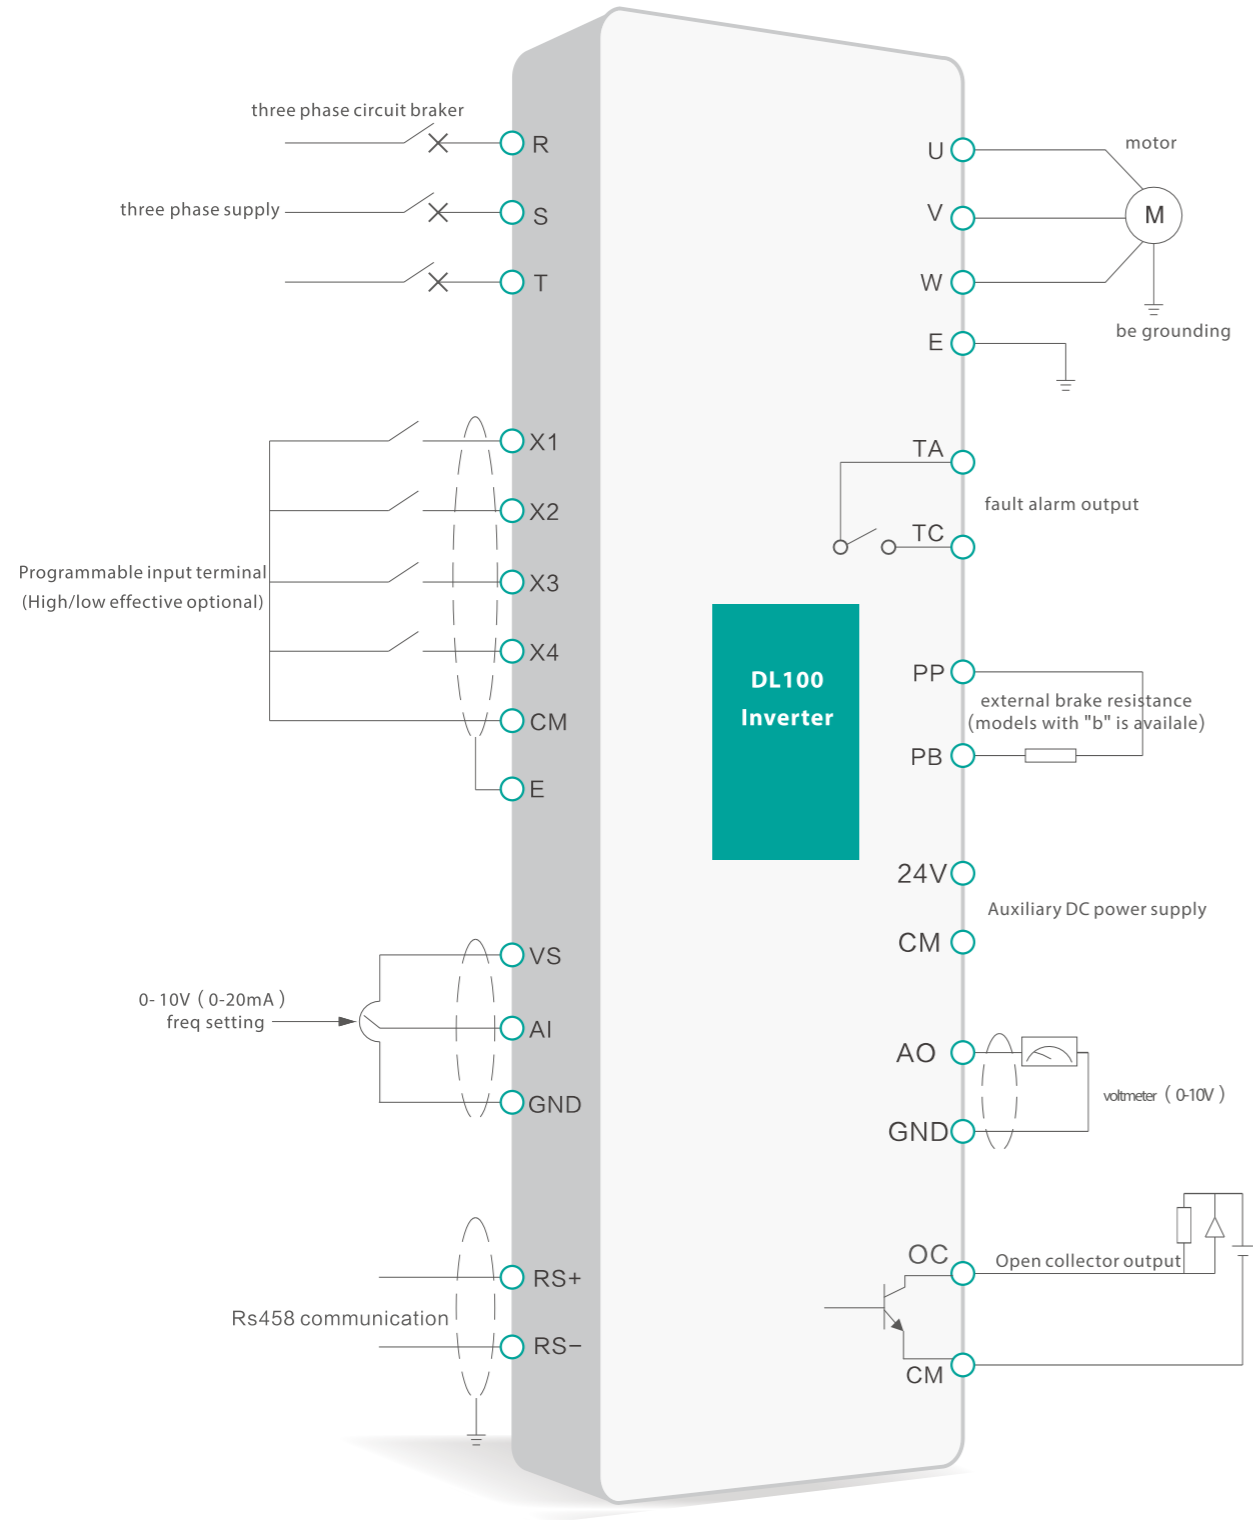 three phase circuit braker
R
three phase supply
S
T
X1
X2
Programmable input terminal
(High/low effective optional)
X3
X4
CM
E
VS
0-10V ( 0-20mA )
freq setting
AI
GND
RS+
Rs458 communication
RS-
DL100
Inverter
U
motor
V
M
W
be grounding
E
TA
fault alarm output
TC
PP
external brake resistance
(models with "b" is availale)
PB
24V
Auxiliary DC power supply
CM
AO
voltmeter ( 0-10V )
GND
OC
Open collector output
CM